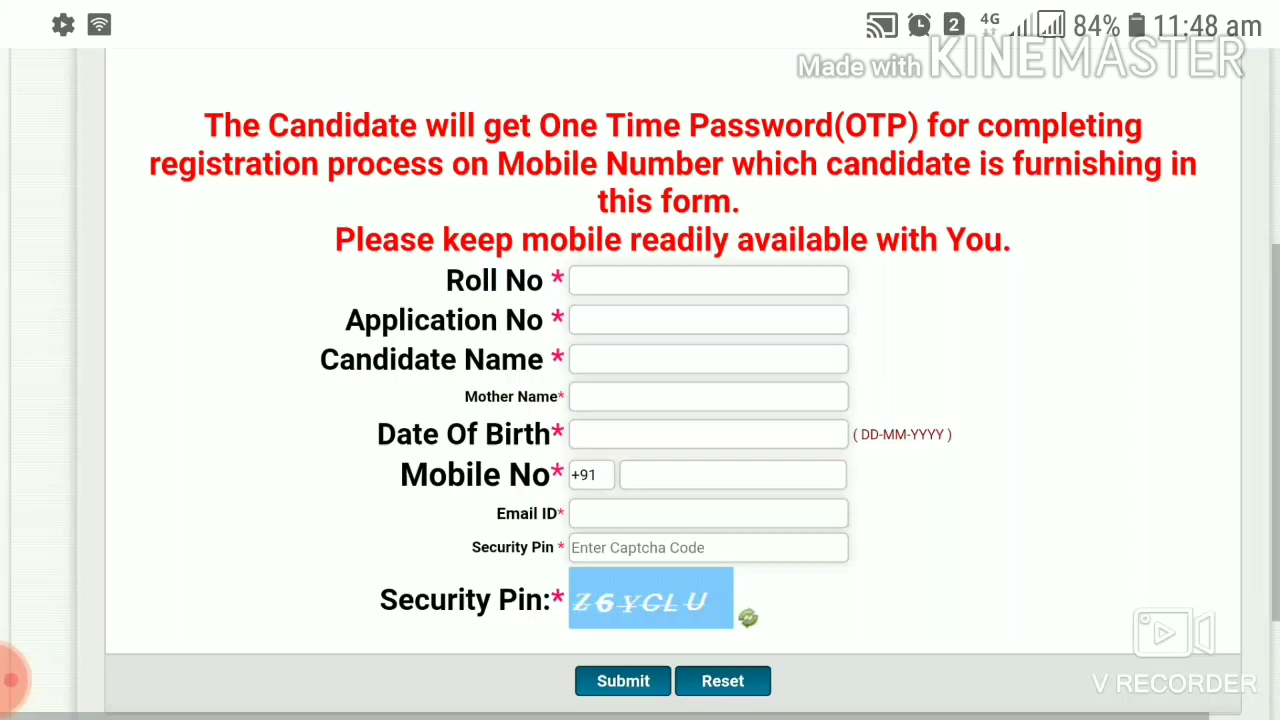 2 4G 84% 11:48 am
Made with KINEMASTER
The Candidate will get One Time Password(OTP) for completing
registration process on Mobile Number which candidate is furnishing in
this form.
Please keep mobile readily available with You.
Roll No *
Application No *
Candidate Name *
Mother Name*
Date Of Birth* ( DD-MM-YYYY )
Mobile No* +91
Email ID*
Security Pin * Enter Captcha Code
Security Pin:* Z6YCLU
Submit Reset
V RECORDER